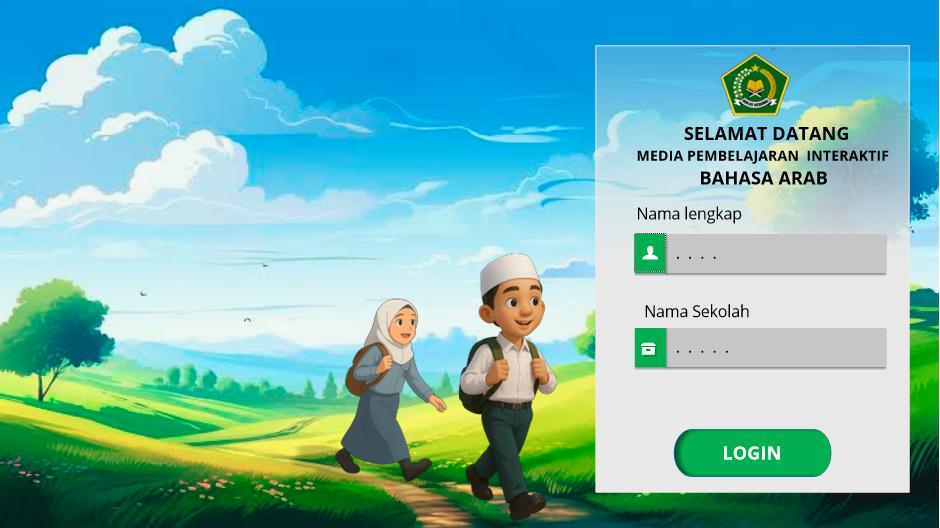 SELAMAT DATANG
MEDIA PEMBELAJARAN INTERAKTIF
BAHASA ARAB
Nama lengkap
. . . .
Nama Sekolah
. . . . .
LOGIN